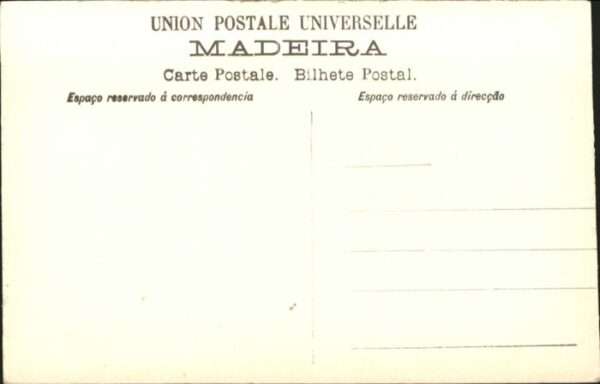 UNION POSTALE UNIVERSELLE
MADEIRA
Carte Postale. Bilhete Postal.
Espaço reservado á correspondencia
Espaço reservado á direcção